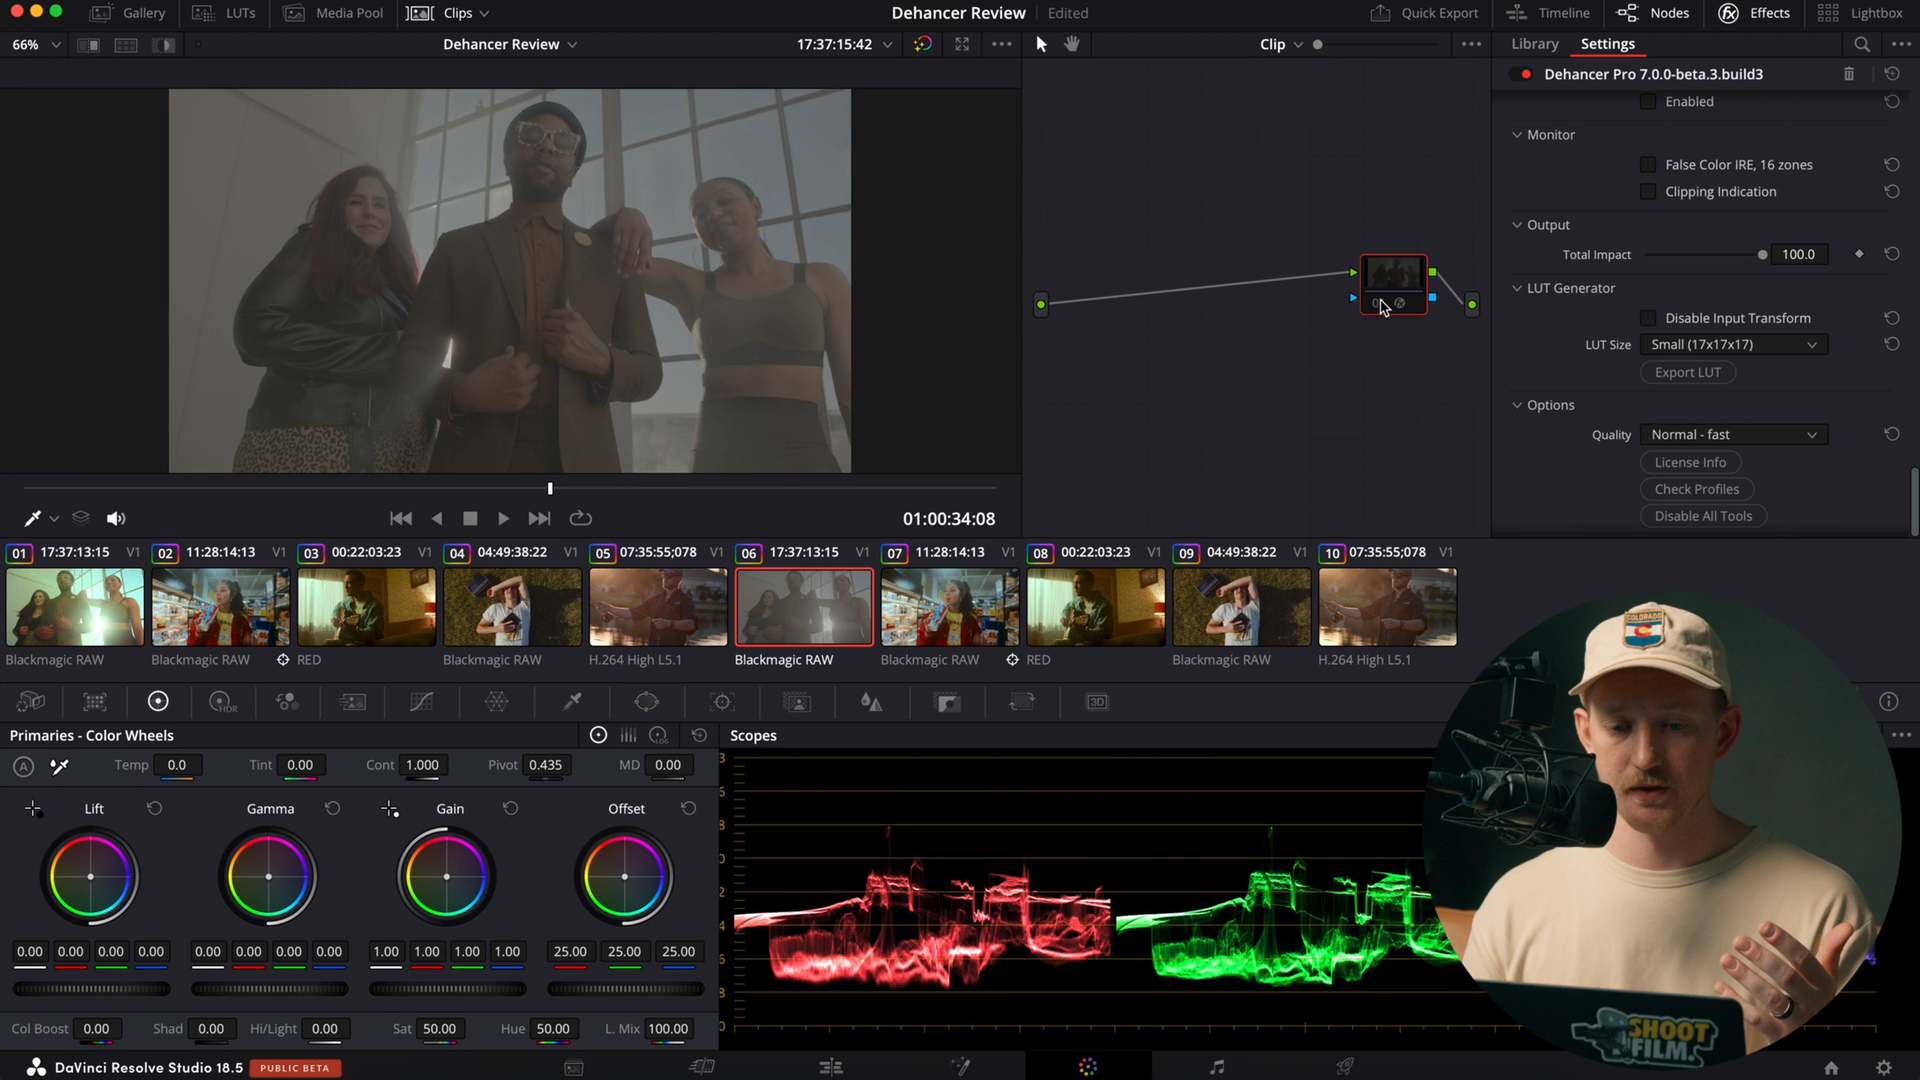 Gallery LUTs Media Pool Clips Dehancer Review Edited Quick Export Timeline Nodes Effects Lightbox
66% Dehancer Review 17:37:15:42 Clip Library Settings
Dehancer Pro 7.0.0-beta.3.build3
Enabled
Monitor
False Color IRE, 16 zones
Clipping Indication
Output
Total Impact 100.0
LUT Generator
Disable Input Transform
LUT Size Small (17x17x17)
Export LUT
Options
Quality Normal - fast
License Info
Check Profiles
Disable All Tools
01:00:34:08
01 17:37:13:15 V1 02 11:28:14:13 V1 03 00:22:03:23 V1 04 04:49:38:22 V1 05 07:35:55;078 V1 06 17:37:13:15 V1 07 11:28:14:13 V1 08 00:22:03:23 V1 09 04:49:38:22 V1 10 07:35:55;078 V1
Blackmagic RAW Blackmagic RAW RED Blackmagic RAW H.264 High L5.1 Blackmagic RAW Blackmagic RAW RED Blackmagic RAW H.264 High L5.1
COLORADO
HDR 3D
Primaries - Color Wheels LOG Scopes
A Temp 0.0 Tint 0.00 Cont 1.000 Pivot 0.435 MD 0.00
Lift Gamma Gain Offset
0.00 0.00 0.00 0.00 0.00 0.00 0.00 0.00 1.00 1.00 1.00 1.00 25.00 25.00 25.00
Col Boost 0.00 Shad 0.00 Hi/Light 0.00 Sat 50.00 Hue 50.00 L. Mix 100.00
SHOOT
FILM.
DaVinci Resolve Studio 18.5 PUBLIC BETA